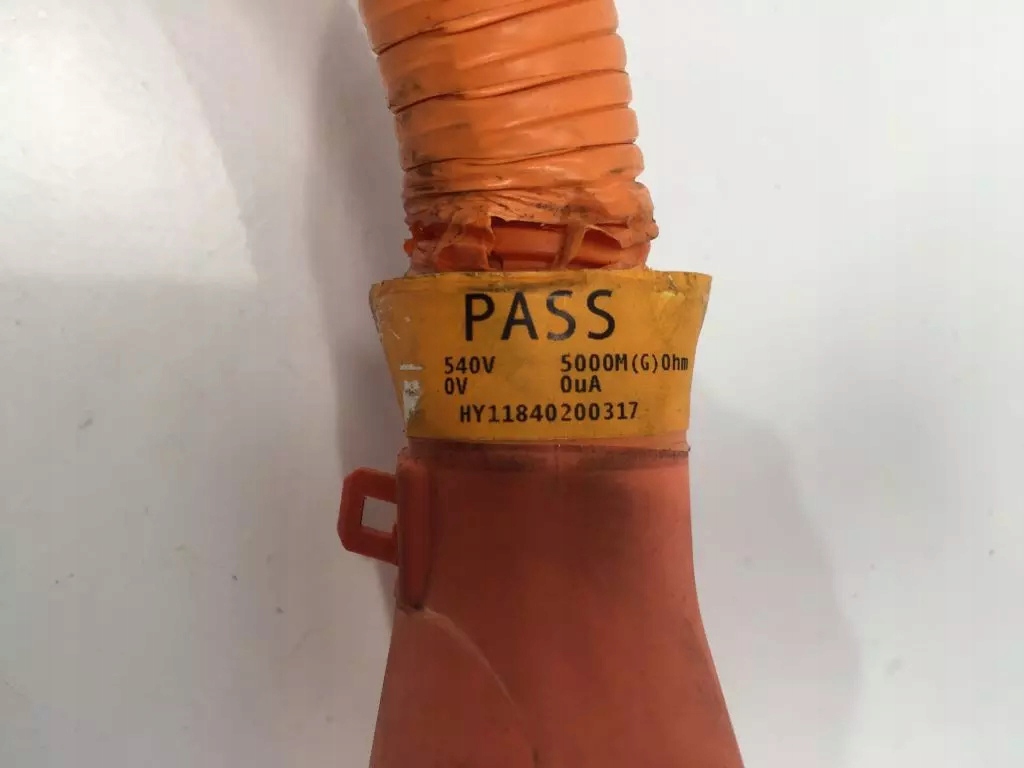 PASS
540V 5000M(G)Ohm
0V 0uA
HY11840200317